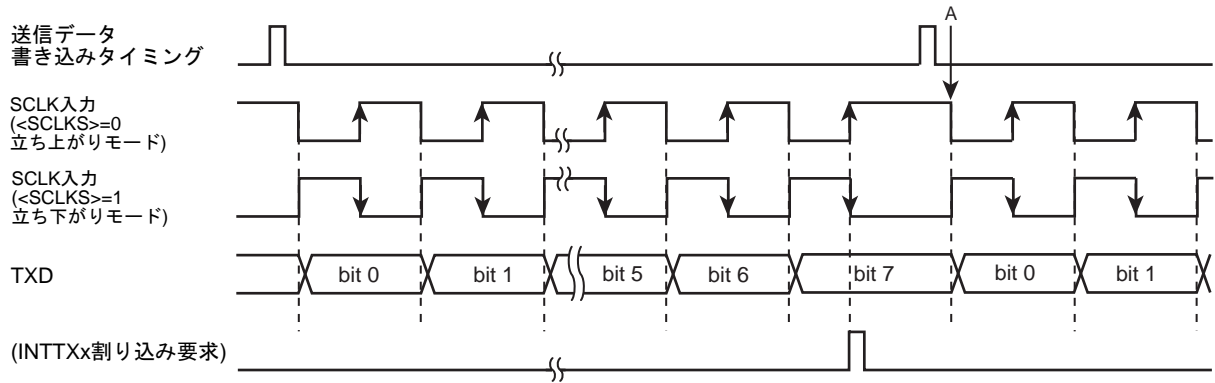 送信データ
書き込みタイミング
A
SCLK入力
(<SCLKS>=0
立ち上がりモード)
SCLK入力
(<SCLKS>=1
立ち下がりモード)
TXD
bit 0
bit 1
bit 5
bit 6
bit 7
bit 0
bit 1
(INTTXx割り込み要求)